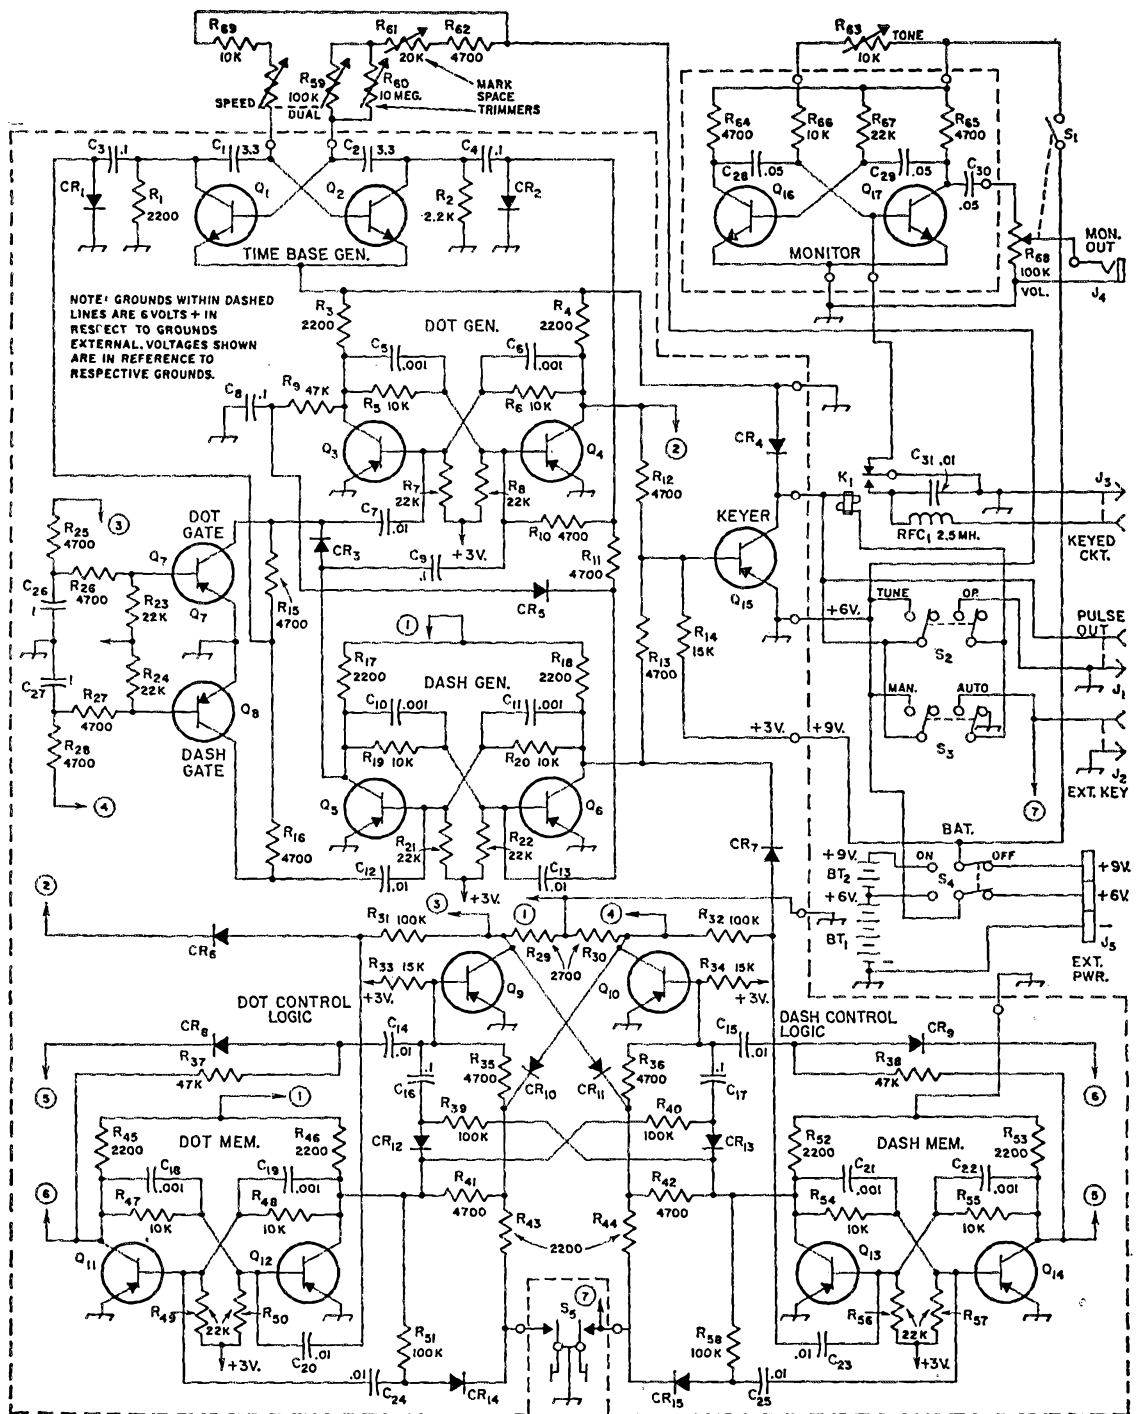 R69
10K
R61
20K
R62
4700
R63
10K
TONE
SPEED
R59
100K
DUAL
R60
10 MEG.
MARK
SPACE
TRIMMERS
C3 .1
C1 3.3
C2 3.3
C4 .1
CR1
R1
2200
Q1
Q2
R2
2.2K
CR2
TIME BASE GEN.
R64
4700
R66
10K
R67
22K
R65
4700
C28 .05
C29 .05
C30
.05
Q16
Q17
MONITOR
S1
MON.
OUT
R68
100K
VOL.
J4
NOTE: GROUNDS WITHIN DASHED
LINES ARE 6 VOLTS + IN
RESPECT TO GROUNDS
EXTERNAL. VOLTAGES SHOWN
ARE IN REFERENCE TO
RESPECTIVE GROUNDS.
R3
2200
DOT GEN.
R4
2200
C5 .001
C6 .001
C8 .1
R9 47K
R5 10K
R6 10K
Q3
Q4
R7
22K
R8
22K
C7
.01
+3V.
R10 4700
R11
4700
C9
.1
CR3
CR5
2
R12
4700
CR4
KEYER
Q15
+6V.
R13
4700
R14
15K
K1
C31 .01
RFC1 2.5 MH.
J3
KEYED
CKT.
TUNE
OP.
S2
PULSE
OUT
J1
MAN.
AUTO
S3
J2
EXT. KEY
7
+3V.
+9V.
3
R25
4700
DOT
GATE
Q7
Q7
C26
.1
R26
4700
R23
22K
R15
4700
R24
22K
C27
.1
R27
4700
Q8
R28
4700
DASH
GATE
4
1
R17
2200
DASH GEN.
R18
2200
C10 .001
C11 .001
R19 10K
R20 10K
Q5
Q6
R16
4700
R21
22K
R22
22K
C12 .01
+3V.
C13
.01
CR7
BAT.
+9V.
ON
OFF
BT2
S4
+9V.
+6V.
+6V.
BT1
J5
EXT.
PWR.
2
CR6
R31
100K
3
1
4
R32
100K
R29
R30
2700
R33 15K
+3V.
Q9
Q10
R34 15K
+3V.
DOT CONTROL
LOGIC
DASH CONTROL
LOGIC
CR8
R37
47K
C14
.01
R35
4700
CR10
CR11
R36
4700
C15
.01
CR9
R38
47K
5
6
C16
.1
C17
.1
R39
100K
R40
100K
CR12
CR13
1
R45
2200
DOT MEM.
R46
2200
C18
.001
C19
.001
R47
10K
R48
10K
6
Q11
Q12
R49
22K
R50
+3V.
C20
.01
R41
4700
R42
4700
R43
R44
2200
R52
2200
DASH MEM.
R53
2200
C21
.001
C22
.001
R54
10K
R55
10K
5
Q13
Q14
R56
22K
R57
+3V.
.01
C23
R51
100K
S5
7
R58
100K
.01
C24
CR14
CR15
.01
C25